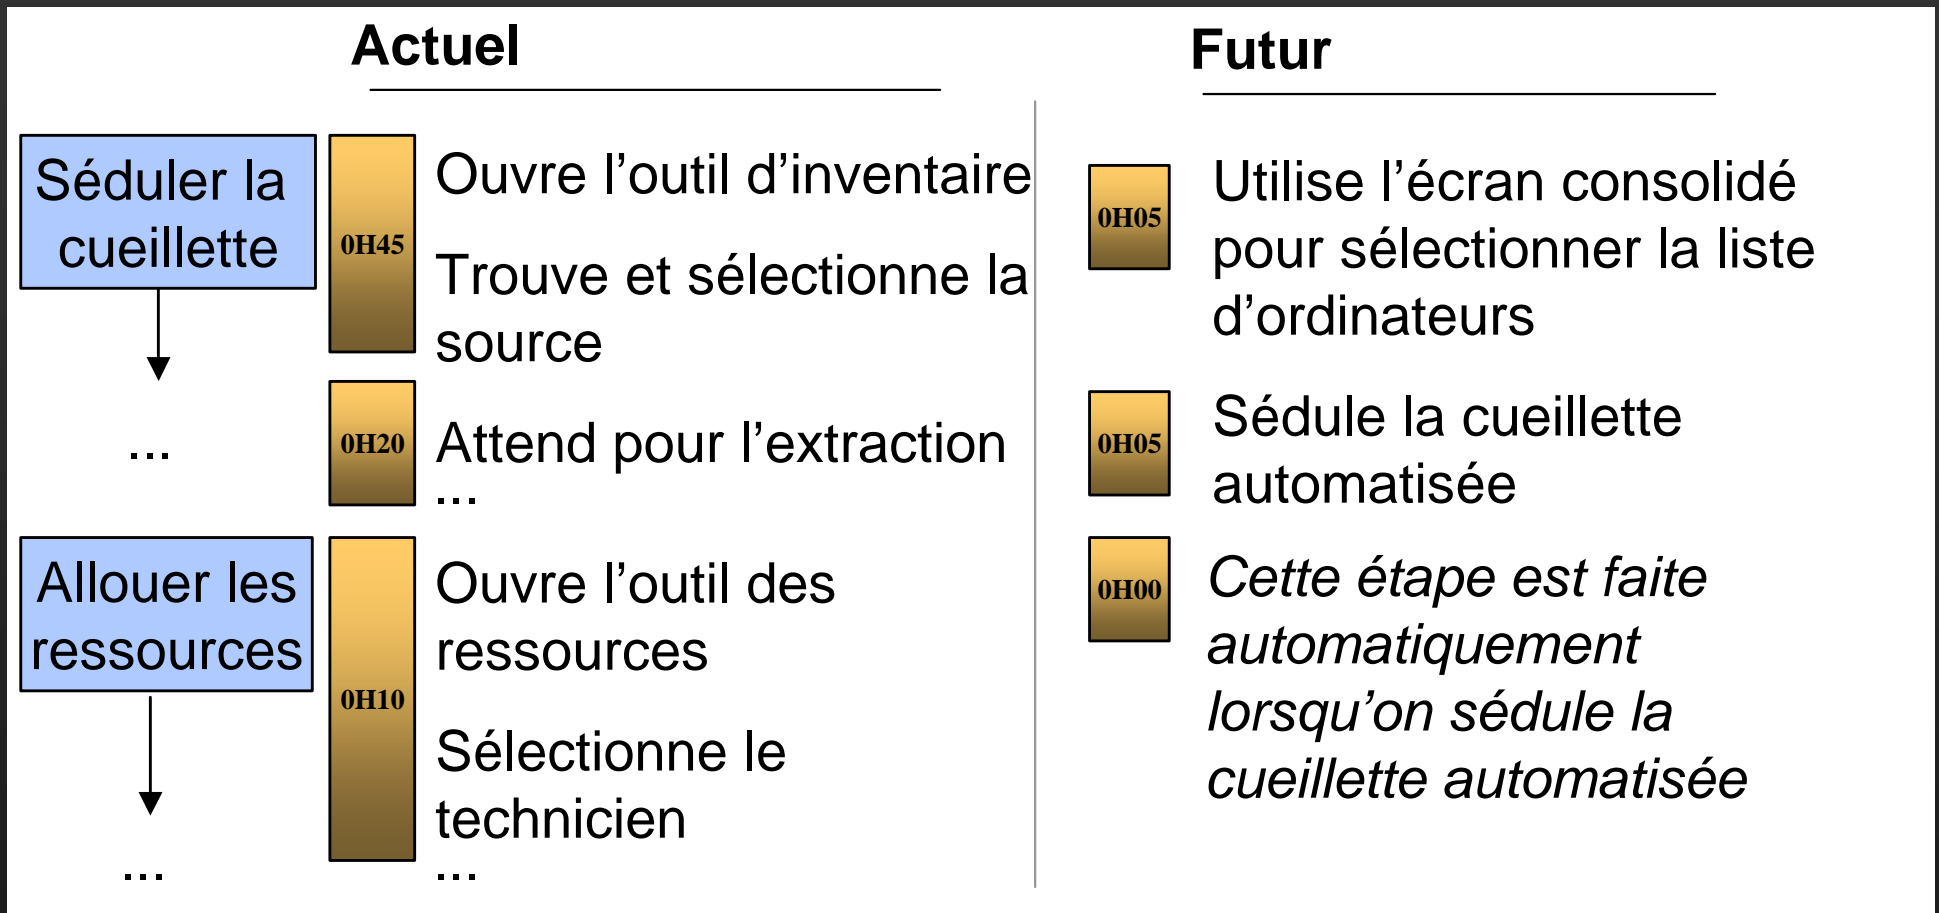 Actuel
Futur
Séduler la
cueillette
0H45
Ouvre l’outil d’inventaire
Trouve et sélectionne la
source
0H05
Utilise l’écran consolidé
pour sélectionner la liste
d’ordinateurs
...
0H20
Attend pour l’extraction
...
0H05
Sédule la cueillette
automatisée
Allouer les
ressources
0H10
Ouvre l’outil des
ressources
Sélectionne le
technicien
...
...
0H00
Cette étape est faite
automatiquement
lorsqu’on sédule la
cueillette automatisée